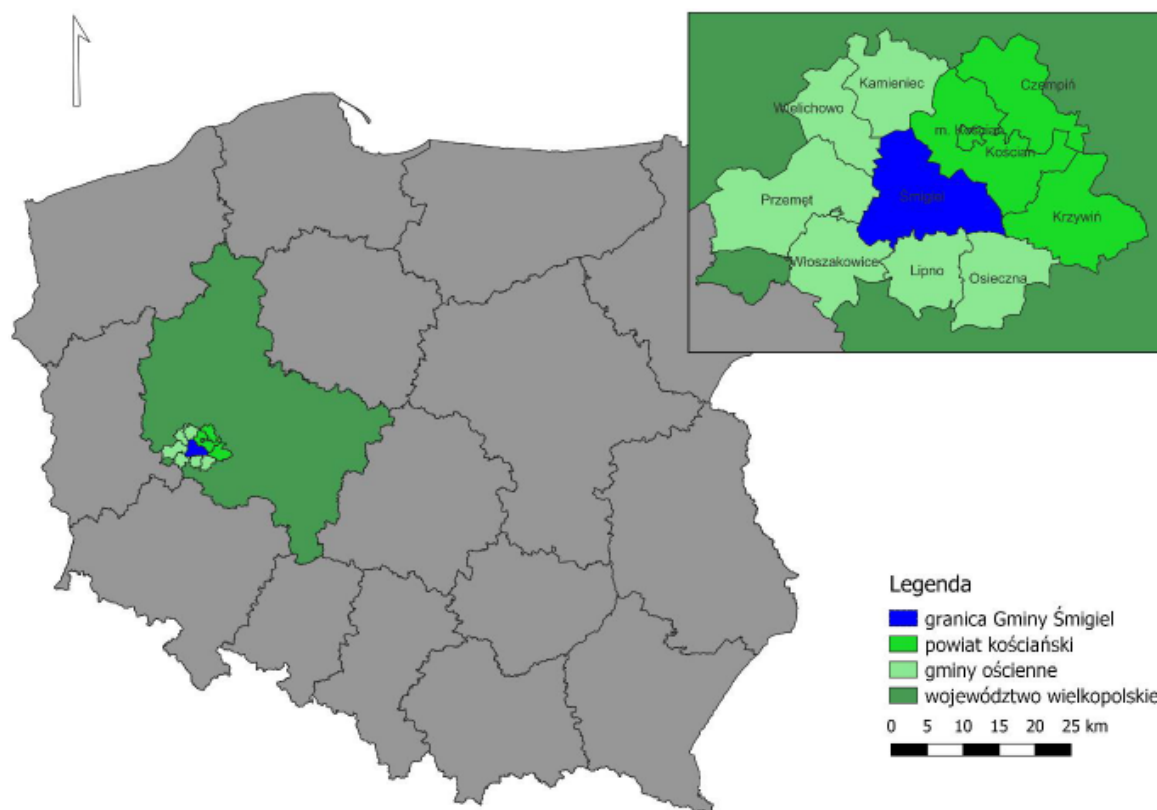 Kamieniec
Czempiń
Wielichowo
m. Kościan
Kościan
Śmigiel
Przemęt
Krzywiń
Włoszakowice
Lipno
Osieczna
Legenda
granica Gminy Śmigiel
powiat kościański
gminy ościenne
województwo wielkopolskie
0 5 10 15 20 25 km